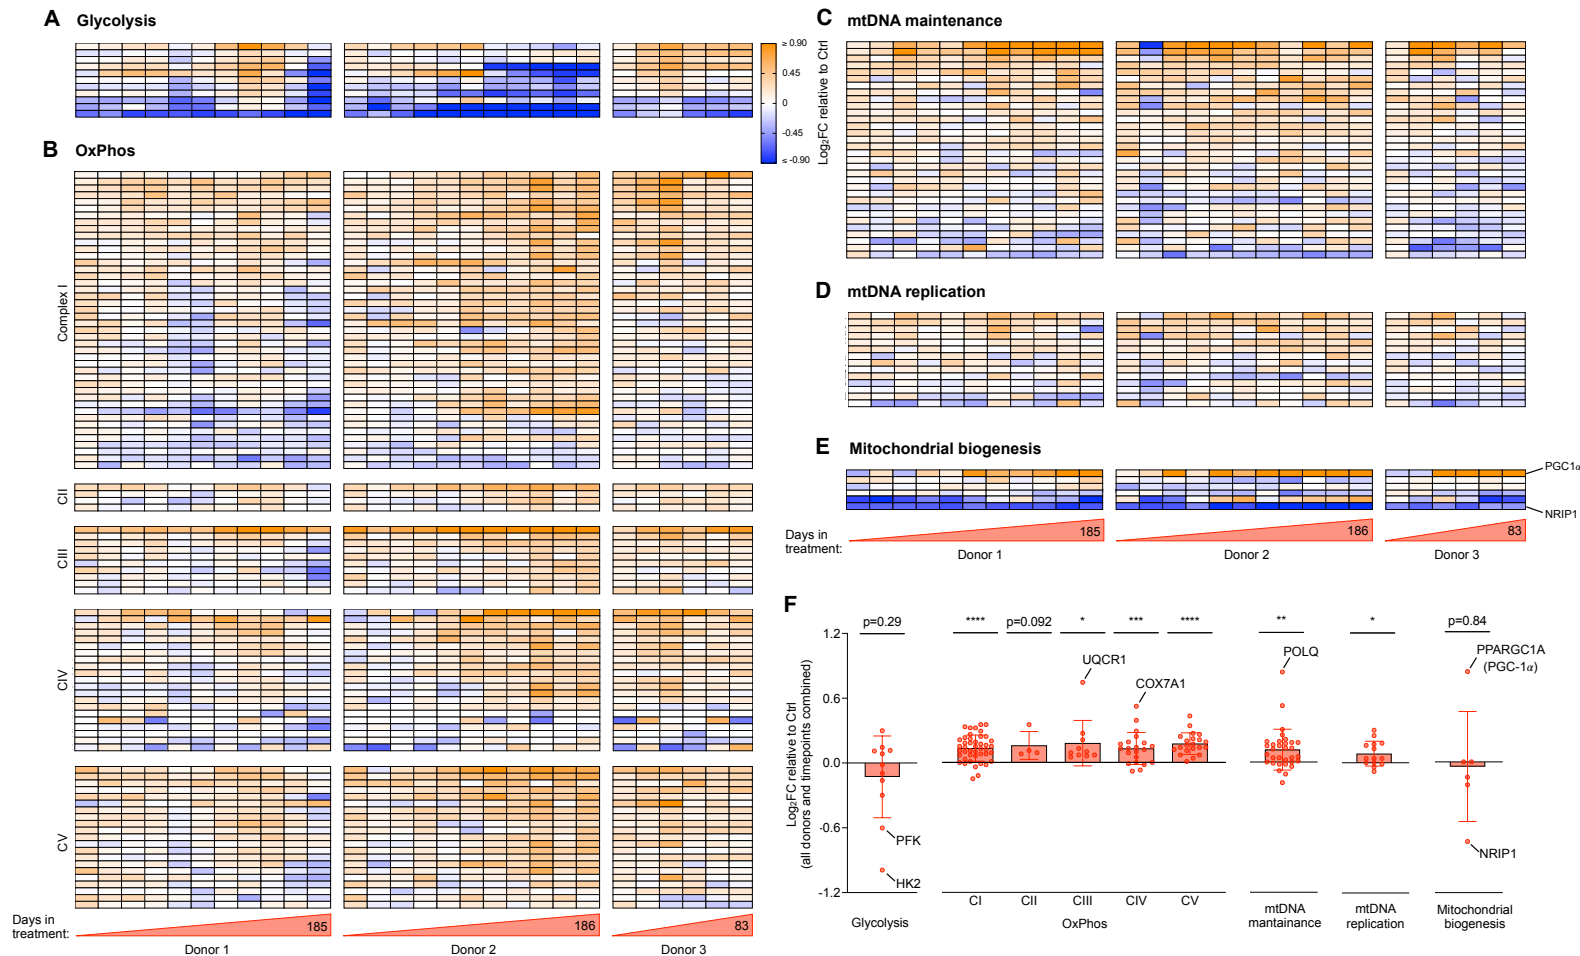 A Glycolysis
≥ 0.90
0.45
0
-0.45
≤ -0.90
B OxPhos
Complex I
CII
CIII
CIV
CV
Days in
treatment:
185
186
83
Donor 1
Donor 2
Donor 3
C mtDNA maintenance
Log₂FC relative to Ctrl
D mtDNA replication
E Mitochondrial biogenesis
PGC1α
NRIP1
Days in
treatment:
185
186
83
Donor 1
Donor 2
Donor 3
F
Log₂FC relative to Ctrl
(all donors and timepoints combined)
1.2
0.6
0.0
-0.6
-1.2
p=0.29
****
p=0.092
*
***
****
**
*
p=0.84
UQCR1
COX7A1
POLQ
PPARGC1A
(PGC-1α)
PFK
HK2
NRIP1
CI
CII
CIII
CIV
CV
Glycolysis
OxPhos
mtDNA
mantainance
mtDNA
replication
Mitochondrial
biogenesis